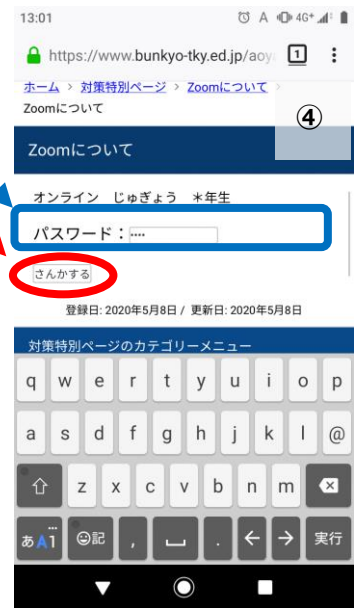 13:01 A 4G+
https://www.bunkyo-tky.ed.jp/aoy 1
ホーム > 対策特別ページ > Zoomについて >
Zoomについて
④
Zoomについて
オンライン じゅぎょう *年生
パスワード：····
さんかする
登録日: 2020年5月8日 / 更新日: 2020年5月8日
対策特別ページのカテゴリーメニュー
q w e r t y u i o p
a s d f g h j k l @
z x c v b n m
あA1 ☺記 , . ← → 実行